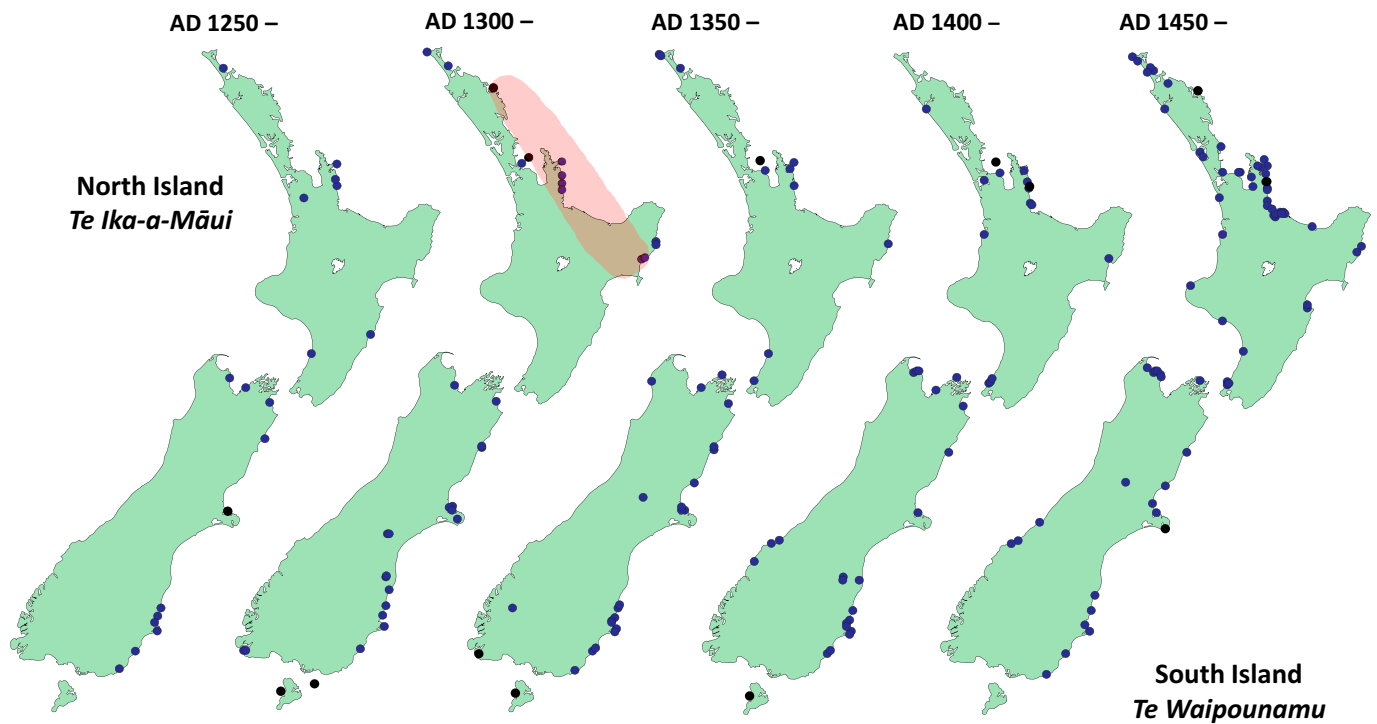 AD 1250 –
AD 1300 –
AD 1350 –
AD 1400 –
AD 1450 –
North Island
Te Ika-a-Māui
South Island
Te Waipounamu